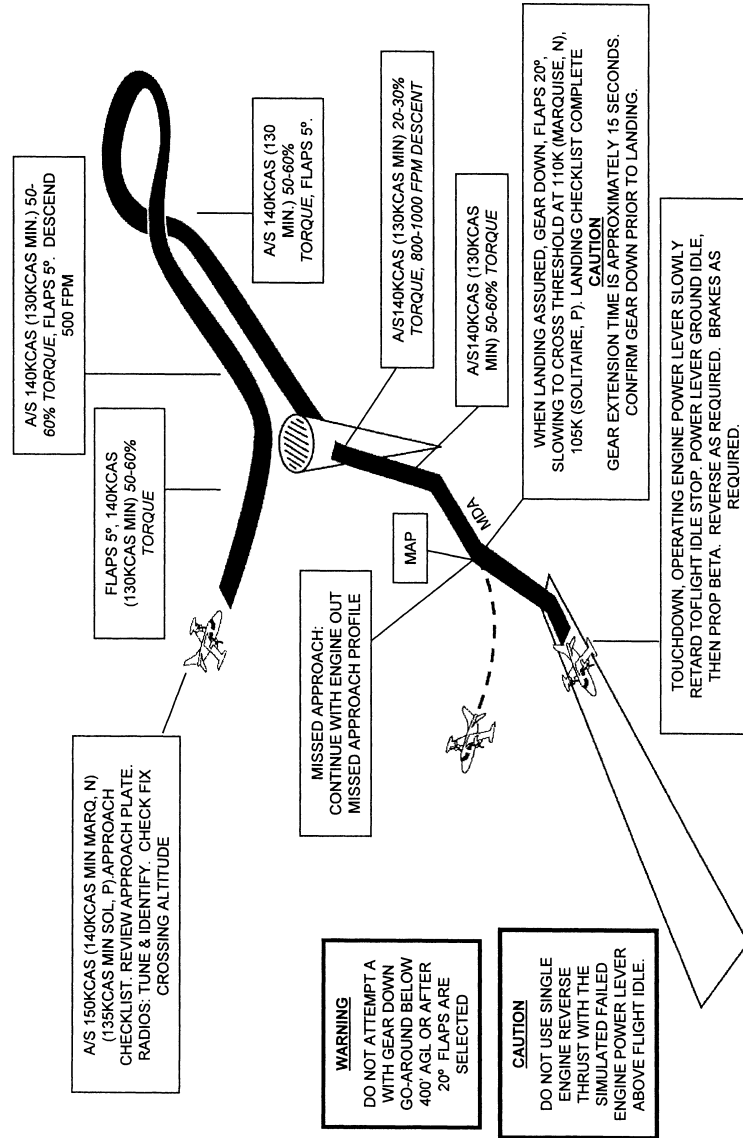 A/S 150KCAS (140KCAS MIN MARQ, N)
(135KCAS MIN SOL, P).APPROACH
CHECKLIST. REVIEW APPROACH PLATE.
RADIOS: TUNE & IDENTIFY. CHECK FIX
CROSSING ALTITUDE
FLAPS 5º, 140KCAS
(130KCAS MIN) 50-60%
TORQUE
A/S 140KCAS (130KCAS MIN.) 50-
60% TORQUE, FLAPS 5º. DESCEND
500 FPM
A/S 140KCAS (130
MIN.) 50-60%
TORQUE, FLAPS 5º.
A/S140KCAS (130KCAS MIN) 20-30%
TORQUE, 800-1000 FPM DESCENT
A/S140KCAS (130KCAS
MIN) 50-60% TORQUE
MISSED APPROACH:
CONTINUE WITH ENGINE OUT
MISSED APPROACH PROFILE
MAP
MDA
WHEN LANDING ASSURED, GEAR DOWN, FLAPS 20º,
SLOWING TO CROSS THRESHOLD AT 110K (MARQUISE, N),
105K (SOLITAIRE, P). LANDING CHECKLIST COMPLETE
CAUTION
GEAR EXTENSION TIME IS APPROXIMATELY 15 SECONDS.
CONFIRM GEAR DOWN PRIOR TO LANDING.
WARNING
DO NOT ATTEMPT A
WITH GEAR DOWN
GO-AROUND BELOW
400' AGL OR AFTER
20º FLAPS ARE
SELECTED
CAUTION
DO NOT USE SINGLE
ENGINE REVERSE
THRUST WITH THE
SIMULATED FAILED
ENGINE POWER LEVER
ABOVE FLIGHT IDLE.
TOUCHDOWN, OPERATING ENGINE POWER LEVER SLOWLY
RETARD TOFLIGHT IDLE STOP. POWER LEVER GROUND IDLE,
THEN PROP BETA. REVERSE AS REQUIRED. BRAKES AS
REQUIRED.